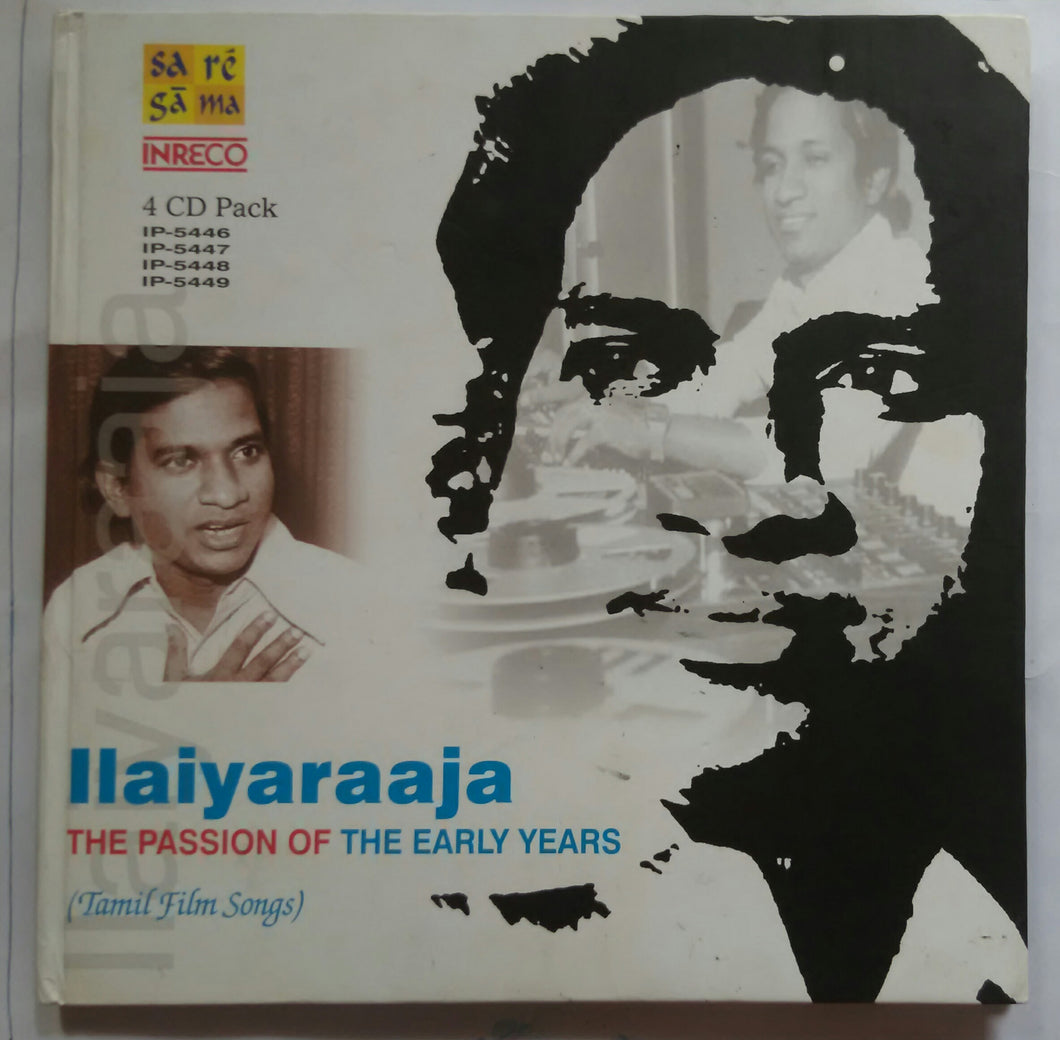 sa ré
gā ma
INRECO
4 CD Pack
IP-5446
IP-5447
IP-5448
IP-5449
Ilaiyaraaja
Ilaiyaraaja
THE PASSION OF THE EARLY YEARS
(Tamil Film Songs)